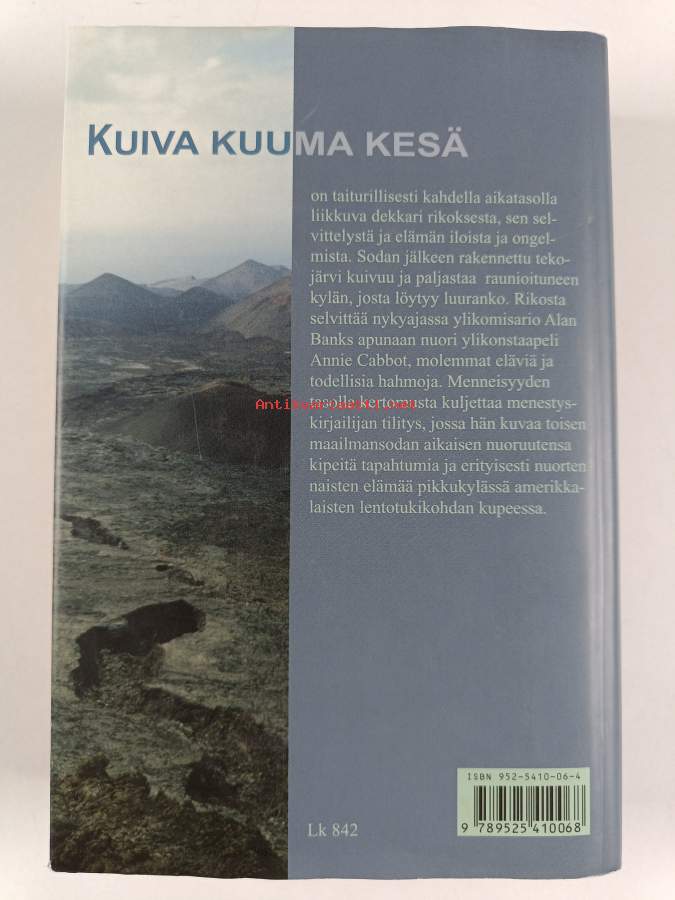 KUIVA KUUMA KESÄ
on taiturillisesti kahdella aikatasolla
liikkuva dekkari rikoksesta, sen sel-
vittelystä ja elämän iloista ja ongel-
mista. Sodan jälkeen rakennettu teko-
järvi kuivuu ja paljastaa raunioituneen
kylän, josta löytyy luuranko. Rikosta
selvittää nykyajassa ylikomisario Alan
Banks apunaan nuori ylikonstaapeli
Annie Cabbot, molemmat eläviä ja
todellisia hahmoja. Menneisyyden
tasolla kertomusta kuljettaa menestys-
Antikvariaatti.net
kirjailijan tilitys, jossa hän kuvaa toisen
maailmansodan aikaisen nuoruutensa
kipeitä tapahtumia ja erityisesti nuorten
naisten elämää pikkukylässä amerikka-
laisten lentotukikohdan kupeessa.
ISBN 952-5410-06-4
9 789525 410068
Lk 842